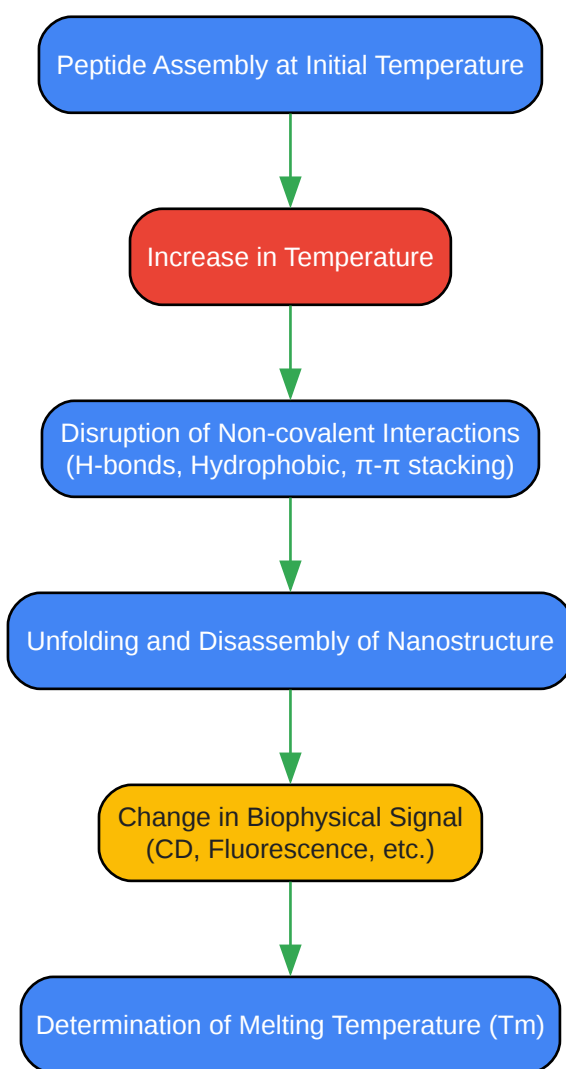 Peptide Assembly at Initial Temperature
Increase in Temperature
Disruption of Non-covalent Interactions
(H-bonds, Hydrophobic, π-π stacking)
Unfolding and Disassembly of Nanostructure
Change in Biophysical Signal
(CD, Fluorescence, etc.)
Determination of Melting Temperature (Tm)